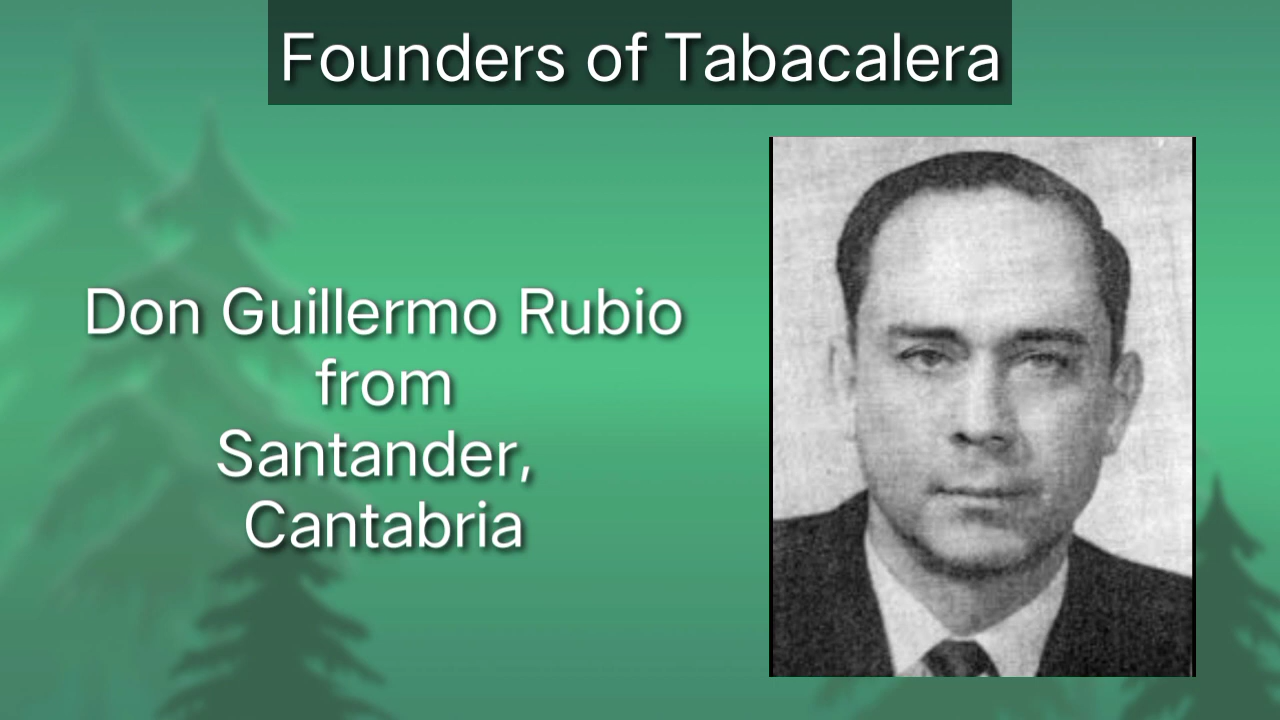 Founders of Tabacalera
Don Guillermo Rubio
from
Santander,
Cantabria